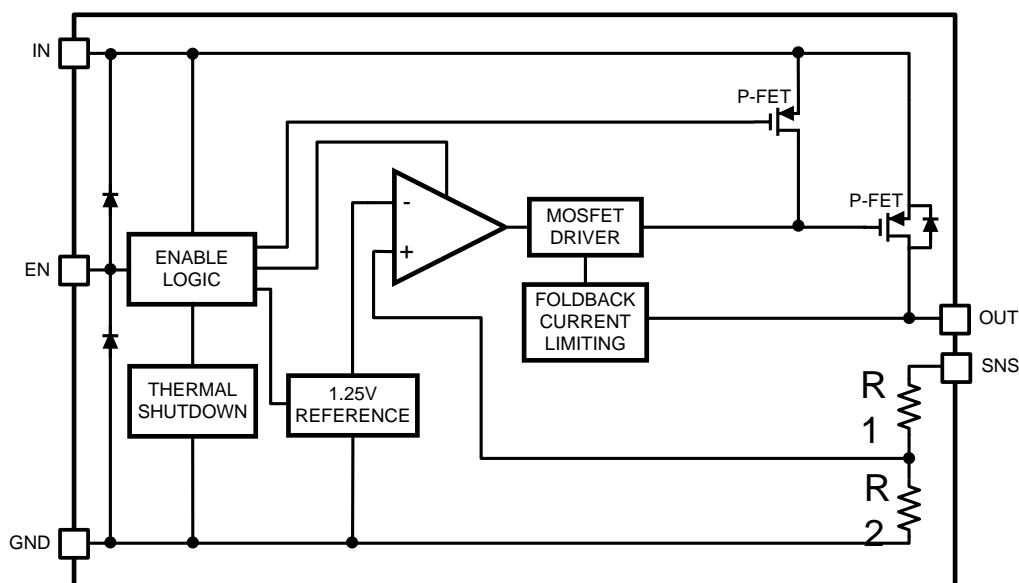 IN
P-FET
P-FET
-
+
MOSFET
DRIVER
EN
ENABLE
LOGIC
FOLDBACK
CURRENT
LIMITING
OUT
SNS
THERMAL
SHUTDOWN
1.25V
REFERENCE
R
1
R
2
GND